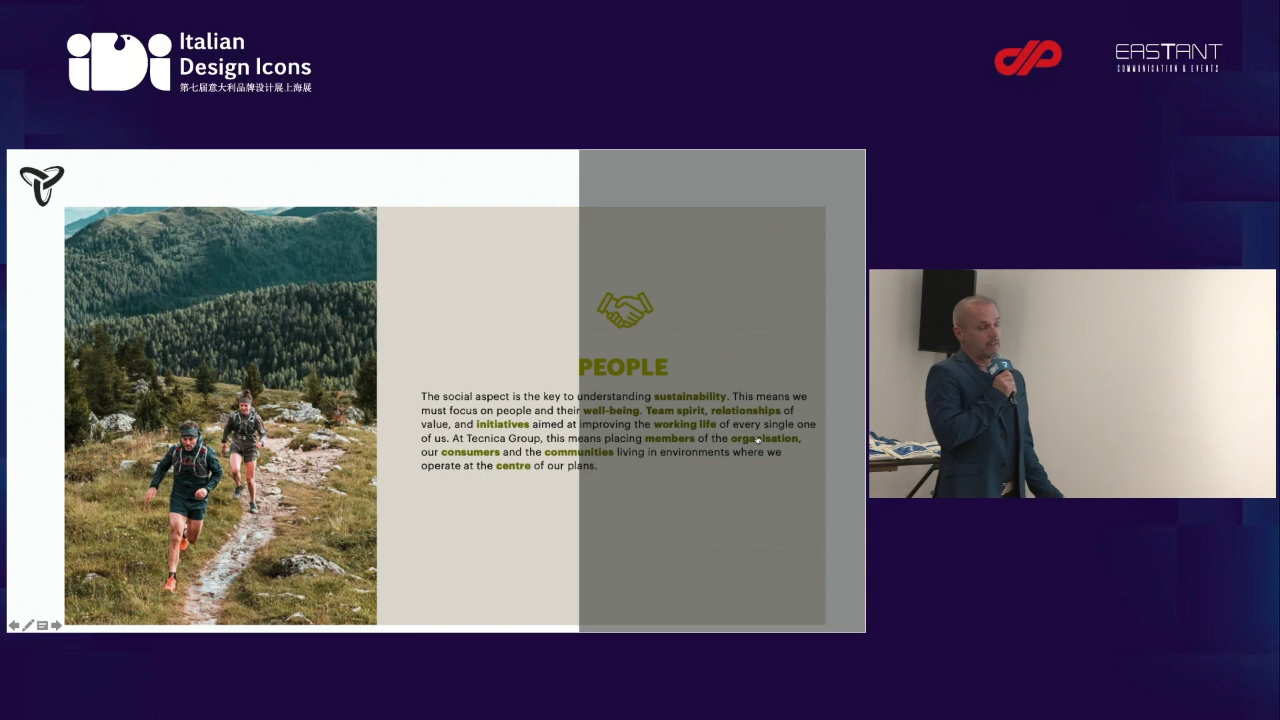 Italian
Design Icons
第七届意大利品牌设计展上海展
EASTANT
COMMUNICATION & EVENTS
PEOPLE
The social aspect is the key to understanding sustainability. This means we
must focus on people and their well-being. Team spirit, relationships of
value, and initiatives aimed at improving the working life of every single one
of us. At Tecnica Group, this means placing members of the organisation,
our consumers and the communities living in environments where we
operate at the centre of our plans.